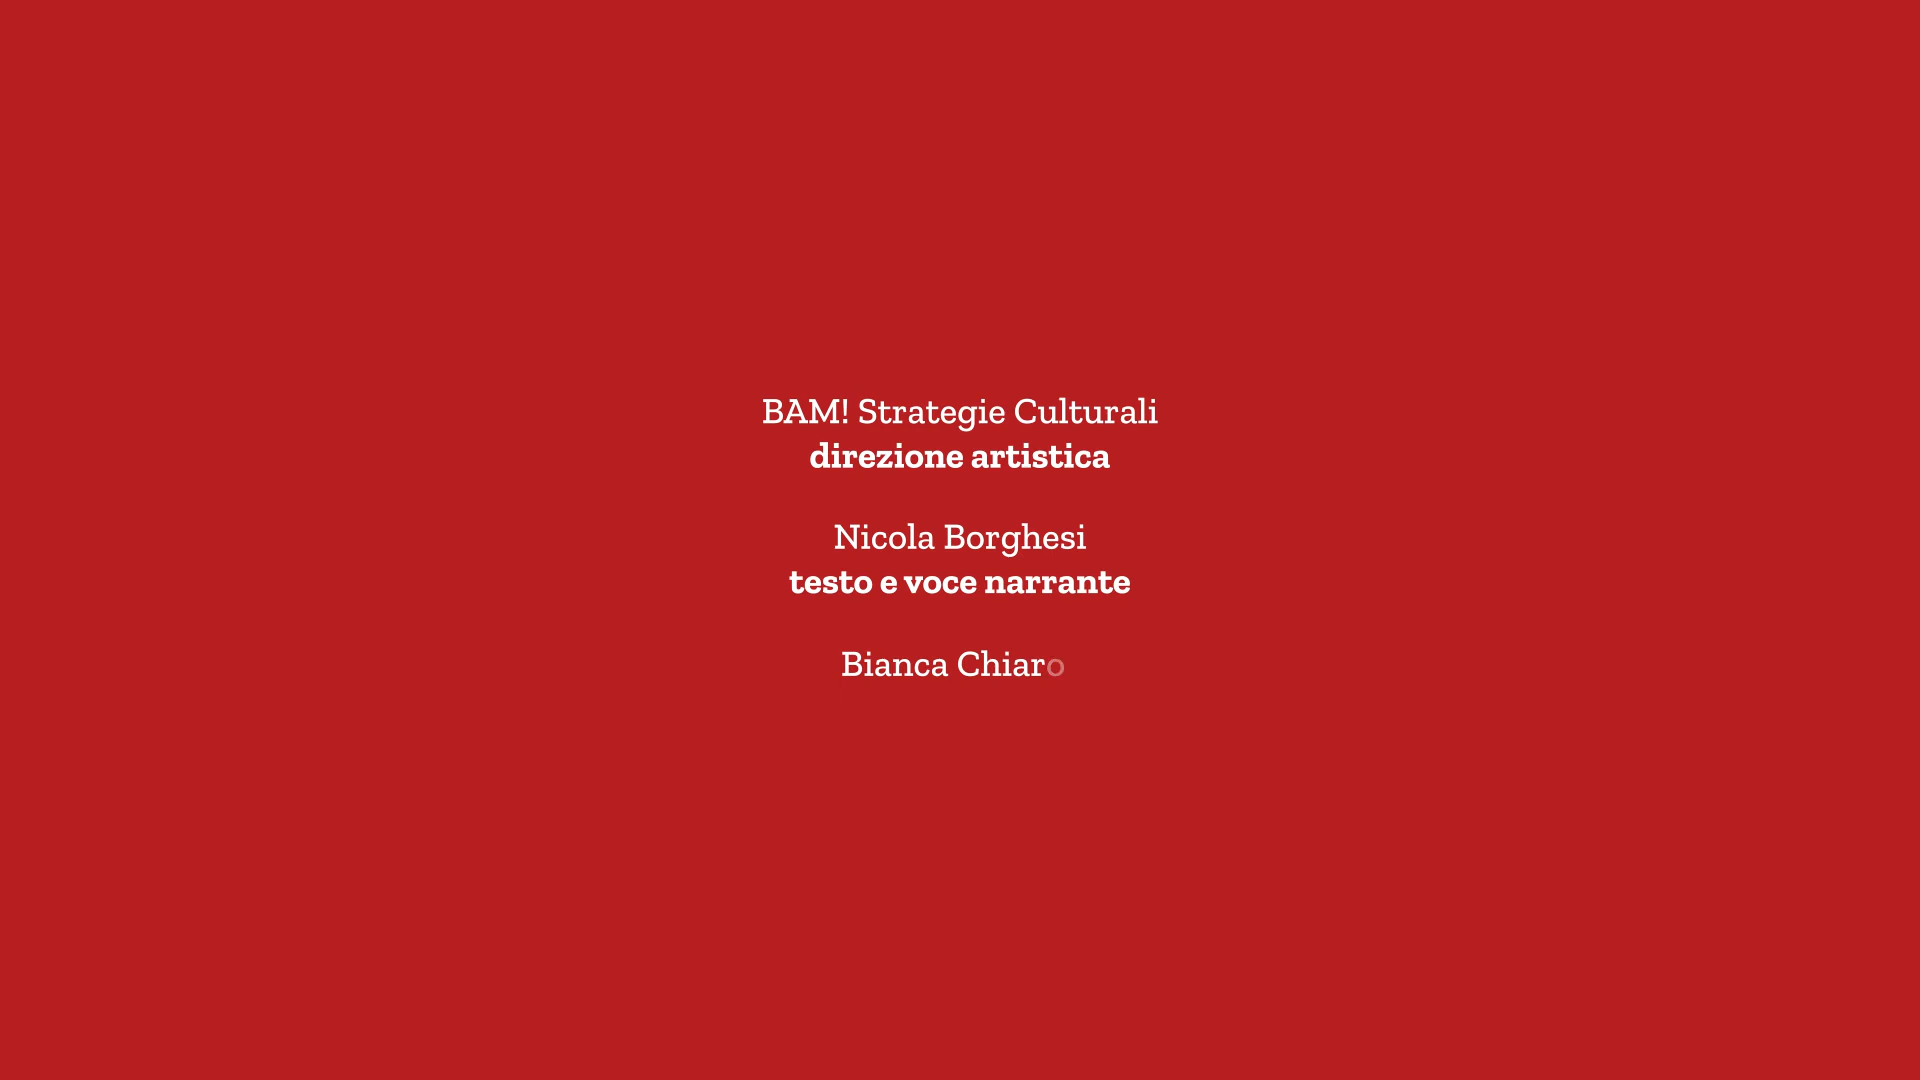 BAM! Strategie Culturali
direzione artistica
Nicola Borghesi
testo e voce narrante
Bianca Chiaro